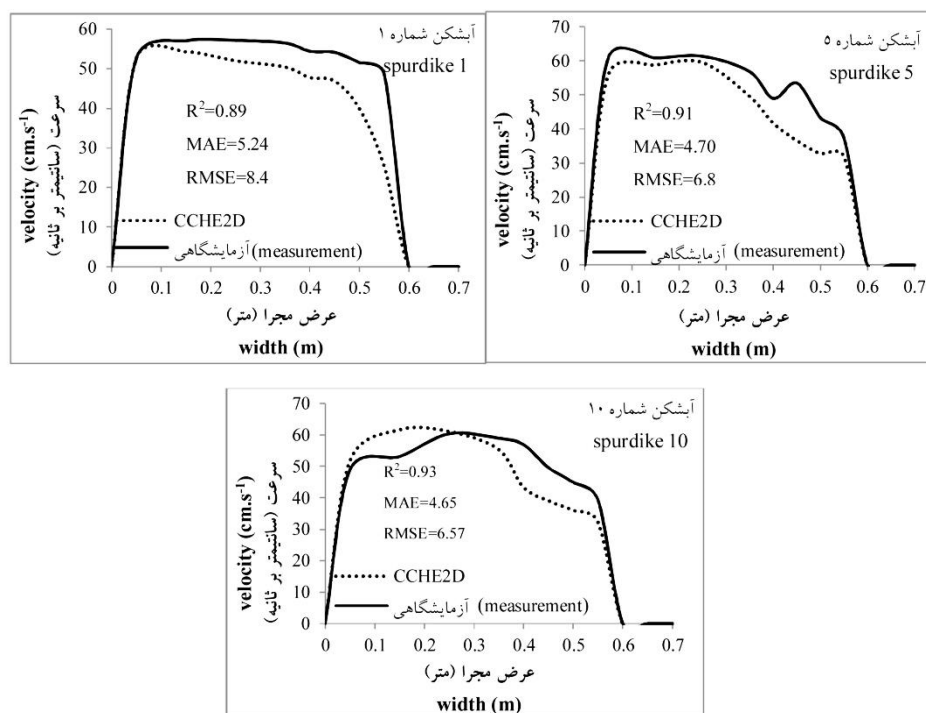 آبشکن شماره ۱
spurdike 1
60
50
40
30
20
10
0
velocity (cm.s⁻¹)
سرعت (سانتیمتر بر ثانیه)
R²=0.89
MAE=5.24
RMSE=8.4
CCHE2D
آزمایشگاهی (measurement)
0 0.1 0.2 0.3 0.4 0.5 0.6 0.7
عرض مجرا (متر)
width (m)
آبشکن شماره ۵
spurdike 5
70
60
50
40
30
20
10
0
velocity (cm.s⁻¹)
سرعت (سانتیمتر بر ثانیه)
R²=0.91
MAE=4.70
RMSE=6.8
CCHE2D
آزمایشگاهی (measurement)
0 0.1 0.2 0.3 0.4 0.5 0.6 0.7
عرض مجرا (متر)
width (m)
آبشکن شماره ۱۰
spurdike 10
70
60
50
40
30
20
10
0
velocity (cm.s⁻¹)
سرعت (سانتیمتر بر ثانیه)
R²=0.93
MAE=4.65
RMSE=6.57
CCHE2D
آزمایشگاهی (measurement)
0 0.1 0.2 0.3 0.4 0.5 0.6 0.7
عرض مجرا (متر)
width (m)